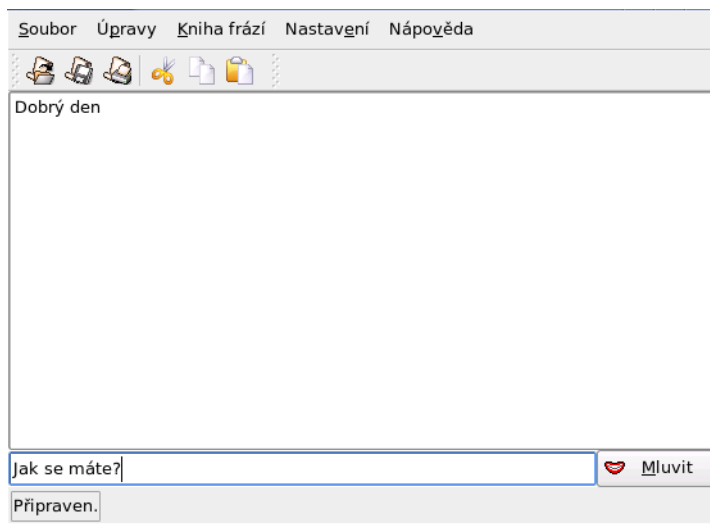 Soubor Úpravy Kniha frází Nastavení Nápověda
Dobrý den
Jak se máte? Mluvit
Připraven.